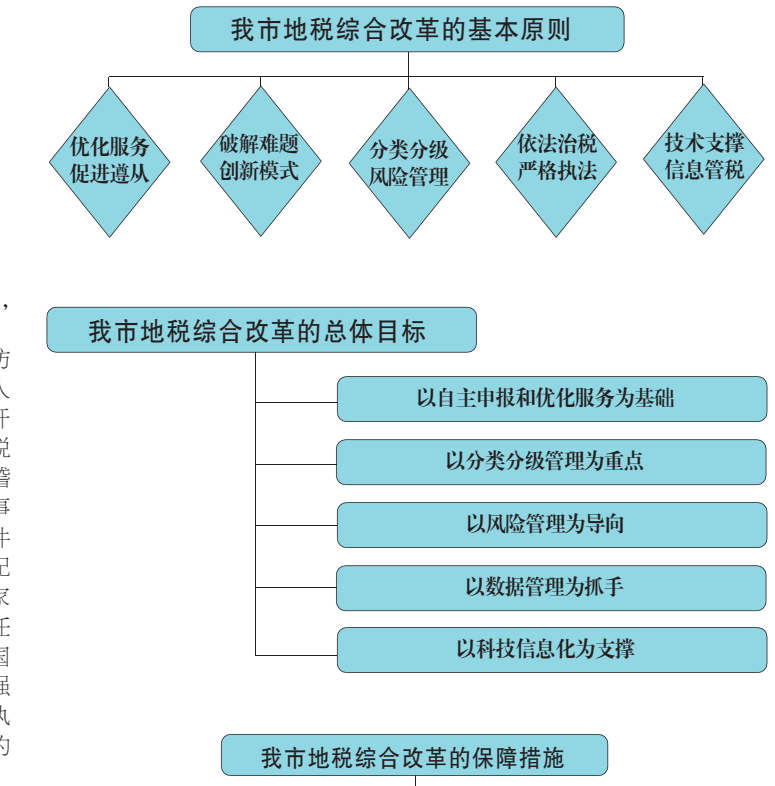 我市地税综合改革的基本原则
优化服务
促进遵从
破解难题
创新模式
分类分级
风险管理
依法治税
严格执法
技术支撑
信息管税
我市地税综合改革的总体目标
以自主申报和优化服务为基础
以分类分级管理为重点
以风险管理为导向
以数据管理为抓手
以科技信息化为支撑
我市地税综合改革的保障措施